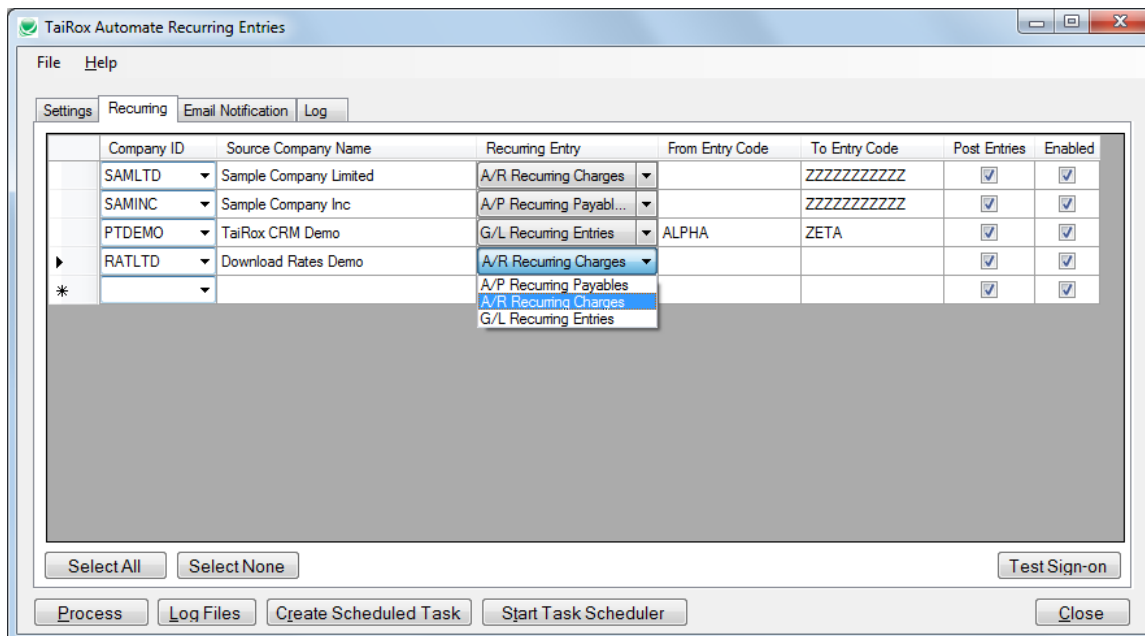 TaiRox Automate Recurring Entries
File Help
Settings Recurring Email Notification Log
Company ID Source Company Name Recurring Entry From Entry Code To Entry Code Post Entries Enabled
SAMLTD Sample Company Limited A/R Recurring Charges ZZZZZZZZZZZZ
SAMINC Sample Company Inc A/P Recurring Payabl... ZZZZZZZZZZZZ
PTDEMO TaiRox CRM Demo G/L Recurring Entries ALPHA ZETA
RATLTD Download Rates Demo A/R Recurring Charges
A/P Recurring Payables
A/R Recurring Charges
G/L Recurring Entries
Select All Select None Test Sign-on
Process Log Files Create Scheduled Task Start Task Scheduler Close